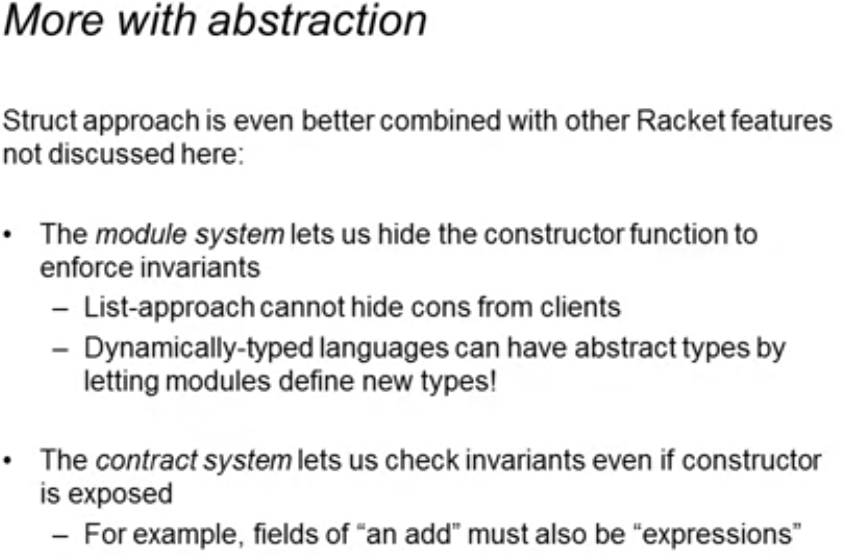 More with abstraction
Struct approach is even better combined with other Racket features
not discussed here:
• The module system lets us hide the constructor function to
enforce invariants
– List-approach cannot hide cons from clients
– Dynamically-typed languages can have abstract types by
letting modules define new types!
• The contract system lets us check invariants even if constructor
is exposed
– For example, fields of “an add” must also be “expressions”